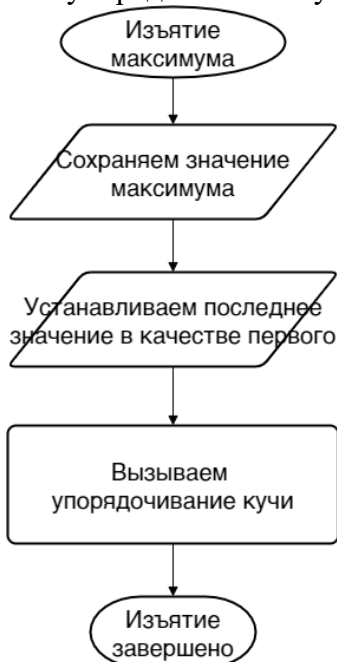 Изъятие
максимума
Сохраняем значение
максимума
Устанавливаем последнее
значение в качестве первого
Вызываем
упорядочивание кучи
Изъятие
завершено